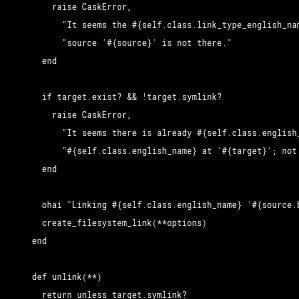 raise CaskError,
"It seems the #{self.class.link_type_english_na
"source '#{source}' is not there."
end
if target.exist? && !target.symlink?
raise CaskError,
"It seems there is already #{self.class.english_
"#{self.class.english_name} at '#{target}'; not
end
ohai "Linking #{self.class.english_name} '#{source.b
create_filesystem_link(**options)
end
def unlink(**)
return unless target.symlink?